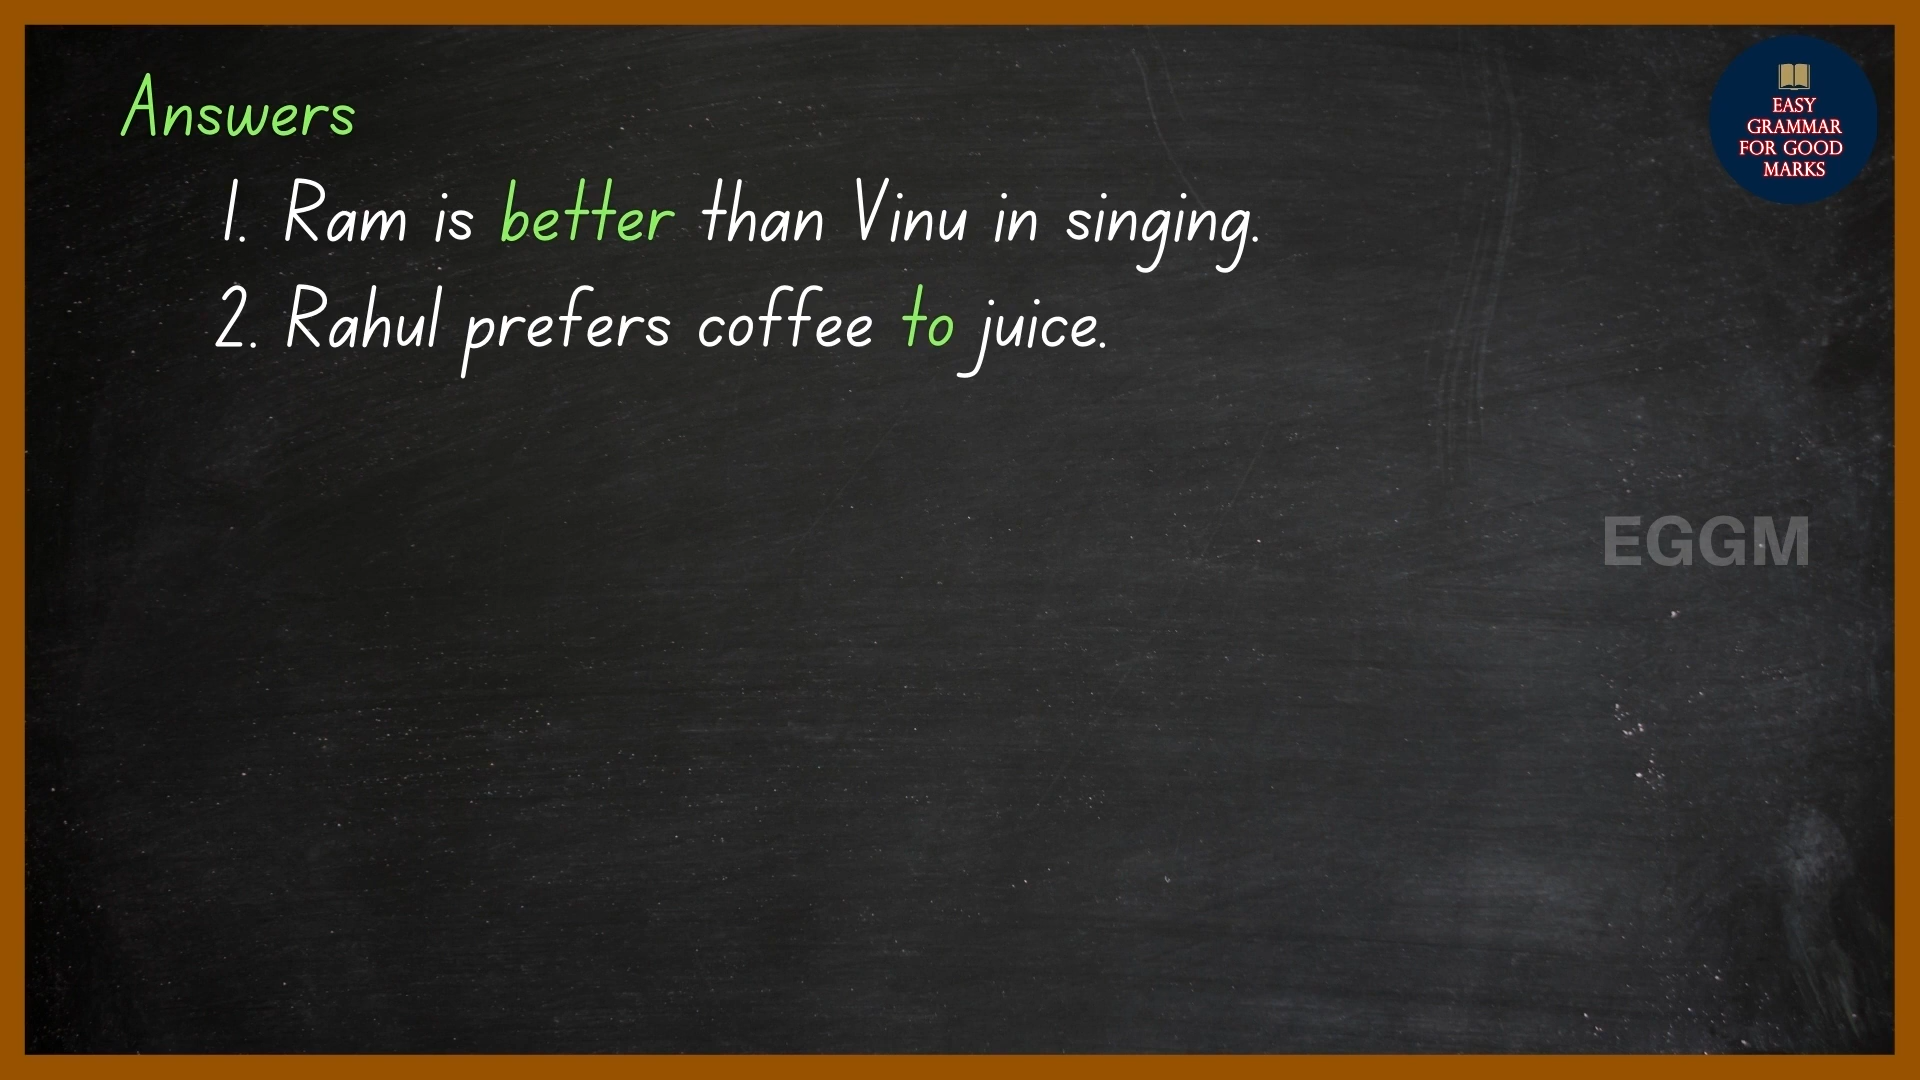 Answers
EASY
GRAMMAR
FOR GOOD
MARKS
1. Ram is better than Vinu in singing.
2. Rahul prefers coffee to juice.
EGGM